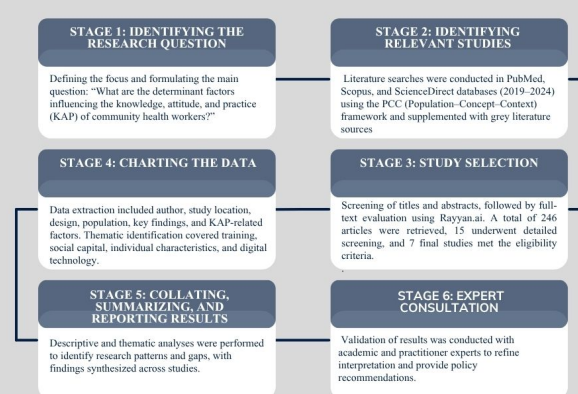 STAGE 1: IDENTIFYING THE
RESEARCH QUESTION
Defining the focus and formulating the main
question: “What are the determinant factors
influencing the knowledge, attitude, and practice
(KAP) of community health workers?”
STAGE 2: IDENTIFYING
RELEVANT STUDIES
Literature searches were conducted in PubMed,
Scopus, and ScienceDirect databases (2019–2024)
using the PCC (Population–Concept–Context)
framework and supplemented with grey literature
sources
STAGE 3: STUDY SELECTION
Screening of titles and abstracts, followed by full-
text evaluation using Rayyan.ai. A total of 246
articles were retrieved, 15 underwent detailed
screening, and 7 final studies met the eligibility
criteria.
.
STAGE 4: CHARTING THE DATA
Data extraction included author, study location,
design, population, key findings, and KAP-related
factors. Thematic identification covered training,
social capital, individual characteristics, and digital
technology.
STAGE 5: COLLATING,
SUMMARIZING, AND
REPORTING RESULTS
Descriptive and thematic analyses were performed
to identify research patterns and gaps, with
findings synthesized across studies.
STAGE 6: EXPERT
CONSULTATION
Validation of results was conducted with
academic and practitioner experts to refine
interpretation and provide policy
recommendations.